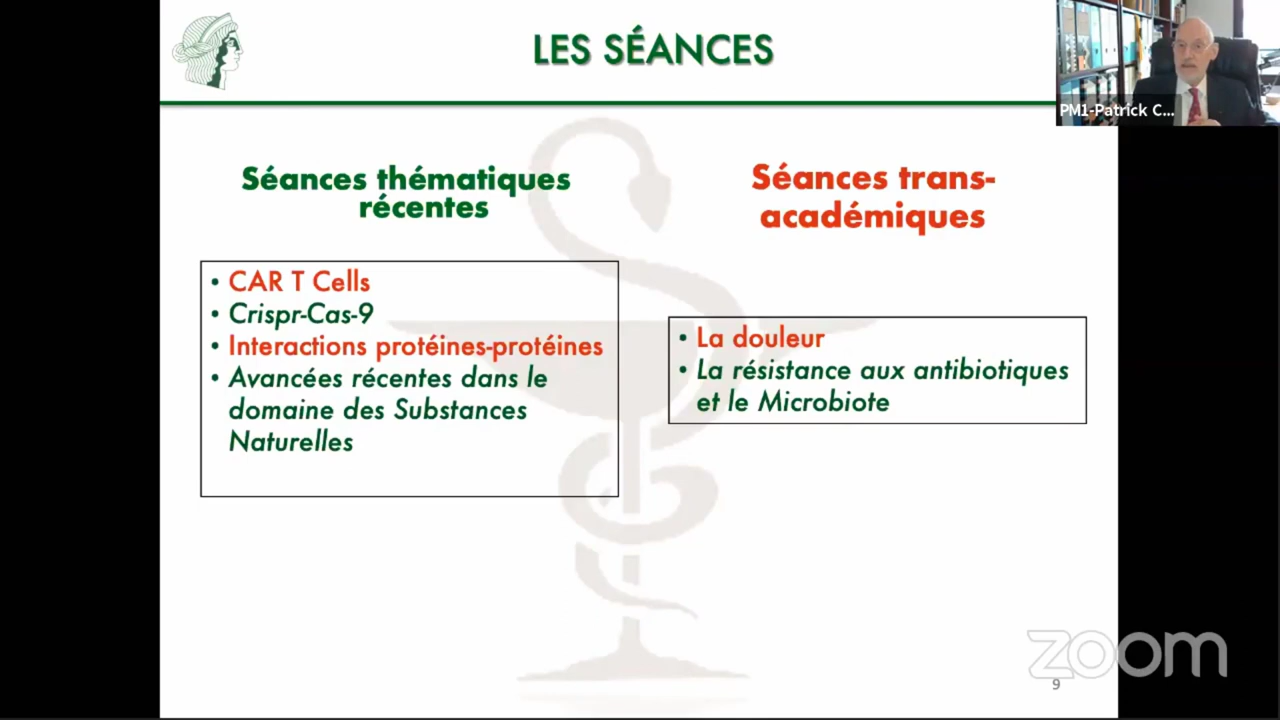 LES SÉANCES
PM1-Patrick C...
Séances thématiques
récentes
• CAR T Cells
• Crispr-Cas-9
• Interactions protéines-protéines
• Avancées récentes dans le
domaine des Substances
Naturelles
Séances trans-
académiques
• La douleur
• La résistance aux antibiotiques
et le Microbiote
zoom
9